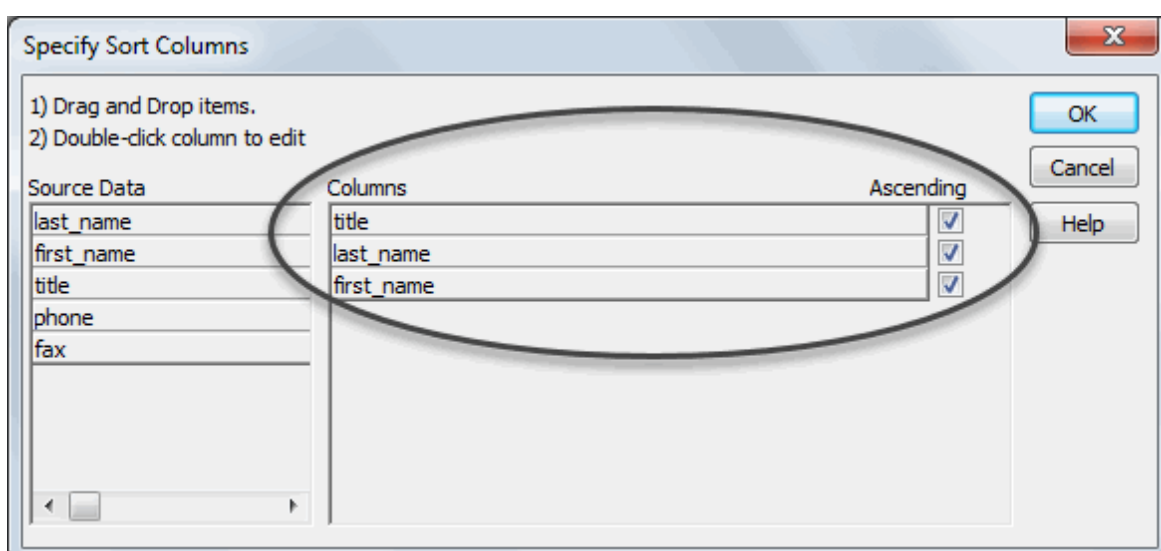 Specify Sort Columns
1) Drag and Drop items.
2) Double-click column to edit
OK
Cancel
Help
Source Data
last_name
first_name
title
phone
fax
Columns Ascending
title
last_name
first_name